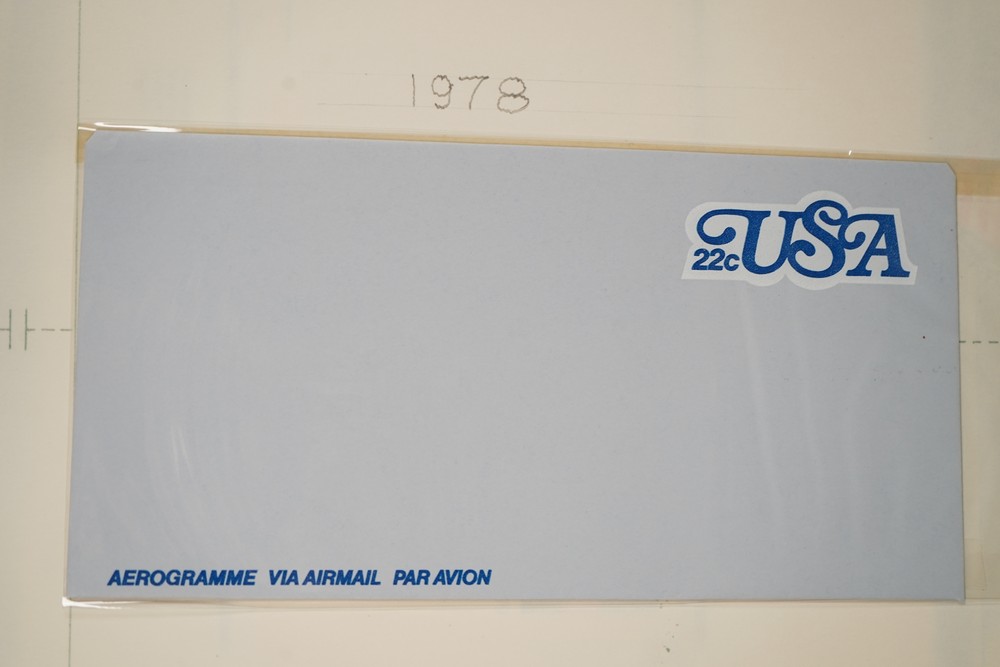 1978
22c USA
AEROGRAMME VIA AIRMAIL PAR AVION